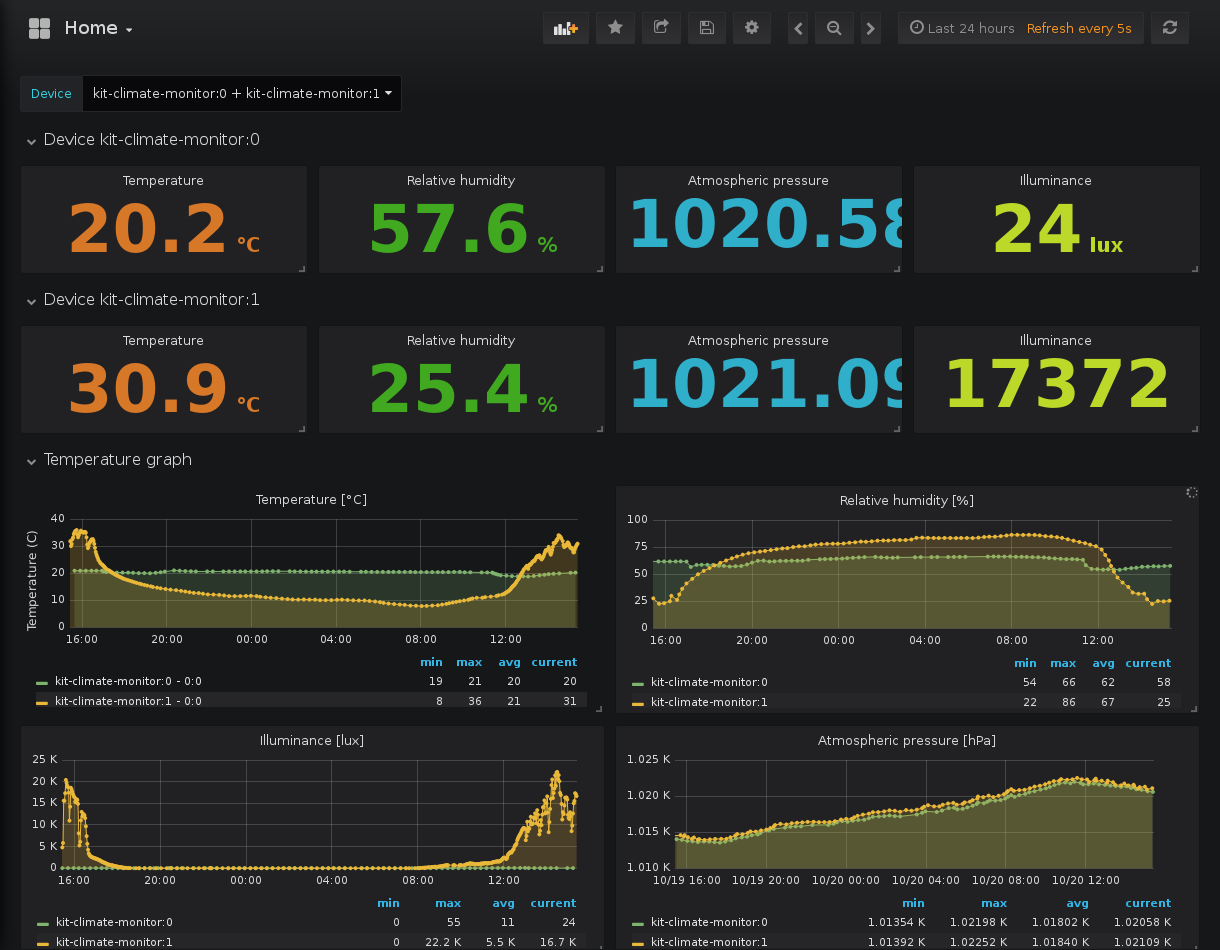 Home
Last 24 hours Refresh every 5s
Device kit-climate-monitor:0 + kit-climate-monitor:1
Device kit-climate-monitor:0
Temperature Relative humidity Atmospheric pressure Illuminance
20.2 °C 57.6 % 1020.58 24 lux
Device kit-climate-monitor:1
Temperature Relative humidity Atmospheric pressure Illuminance
30.9 °C 25.4 % 1021.09 17372
Temperature graph
Temperature [°C]
Temperature (C)
40
30
20
10
0
16:00 20:00 00:00 04:00 08:00 12:00
min max avg current
kit-climate-monitor:0 - 0:0 19 21 20 20
kit-climate-monitor:1 - 0:0 8 36 21 31
Relative humidity [%]
100
75
50
25
0
16:00 20:00 00:00 04:00 08:00 12:00
min max avg current
kit-climate-monitor:0 54 66 62 58
kit-climate-monitor:1 22 86 67 25
Illuminance [lux]
25 K
20 K
15 K
10 K
5 K
0
16:00 20:00 00:00 04:00 08:00 12:00
min max avg current
kit-climate-monitor:0 0 55 11 24
kit-climate-monitor:1 0 22.2 K 5.5 K 16.7 K
Atmospheric pressure [hPa]
1.025 K
1.020 K
1.015 K
1.010 K
10/19 16:00 10/19 20:00 10/20 00:00 10/20 04:00 10/20 08:00 10/20 12:00
min max avg current
kit-climate-monitor:0 1.01354 K 1.02198 K 1.01802 K 1.02058 K
kit-climate-monitor:1 1.01392 K 1.02252 K 1.01840 K 1.02109 K